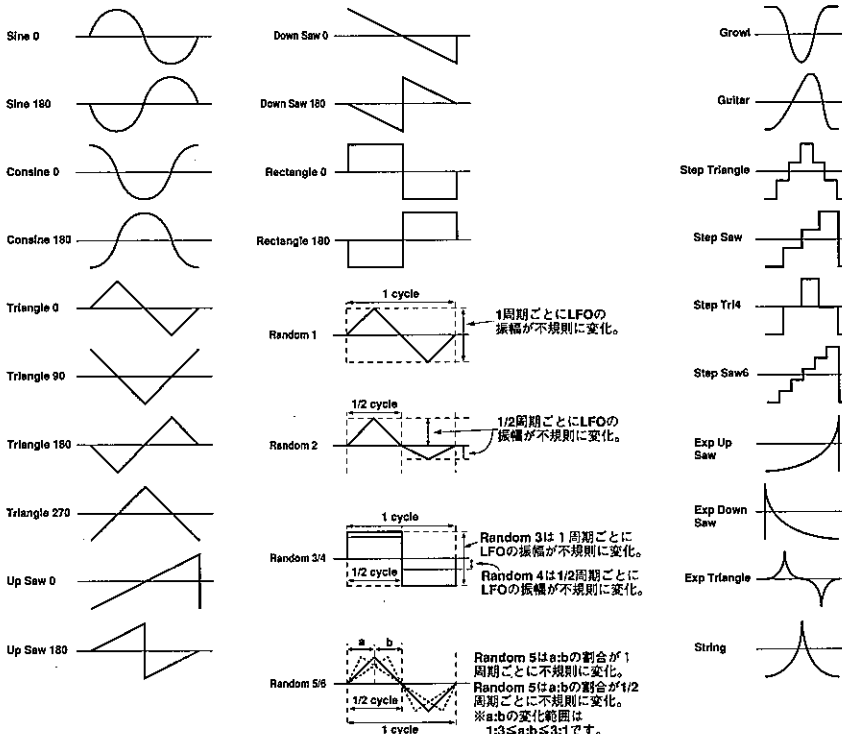 Sine 0
Sine 180
Consine 0
Consine 180
Triangle 0
Triangle 90
Triangle 180
Triangle 270
Up Saw 0
Up Saw 180
Down Saw 0
Down Saw 180
Rectangle 0
Rectangle 180
1 cycle
Random 1
1周期ごとにLFOの
振幅が不規則に変化。
1/2 cycle
Random 2
1/2周期ごとにLFOの
振幅が不規則に変化。
1 cycle
Random 3/4
1/2 cycle
Random 3は1周期ごとに
LFOの振幅が不規則に変化。
Random 4は1/2周期ごとに
LFOの振幅が不規則に変化。
a b
Random 5/6
1/2 cycle
1 cycle
Random 5はa:bの割合が1
周期ごとに不規則に変化。
Random 5はa:bの割合が1/2
周期ごとに不規則に変化。
※a:bの変化範囲は
1:3≦a:b≦3:1です。
Growl
Guitar
Step Triangle
Step Saw
Step Tri4
Step Saw6
Exp Up
Saw
Exp Down
Saw
Exp Triangle
String